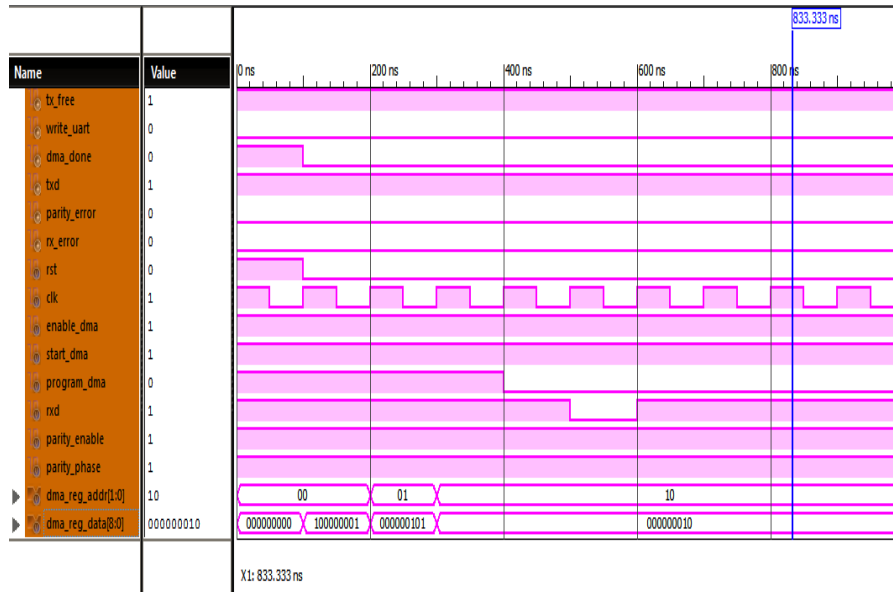 833.333 ns
Name Value 0 ns 200 ns 400 ns 600 ns 800 ns
tx_free 1
write_uart 0
dma_done 0
txd 1
parity_error 0
rx_error 0
rst 0
clk 1
enable_dma 1
start_dma 1
program_dma 0
rxd 1
parity_enable 1
parity_phase 1
dma_reg_addr[1:0] 10 00 01 10
dma_reg_data[8:0] 000000010 000000000 100000001 000000101 000000010
X1: 833.333 ns